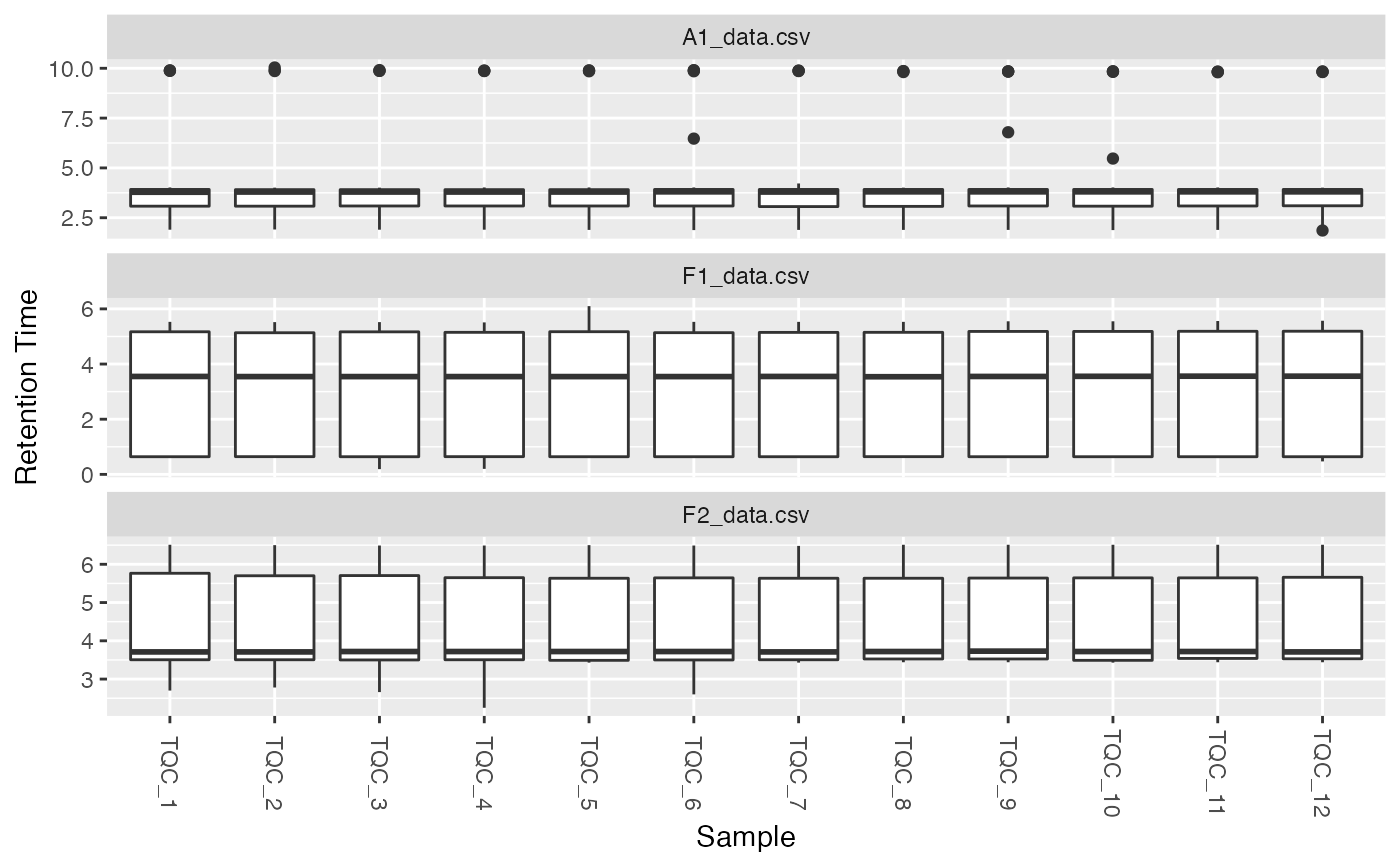 A1_data.csv
10.0
7.5
5.0
2.5
F1_data.csv
6
4
2
0
F2_data.csv
6
5
4
3
Retention Time
TQC_1
TQC_2
TQC_3
TQC_4
TQC_5
TQC_6
TQC_7
TQC_8
TQC_9
TQC_10
TQC_11
TQC_12
Sample